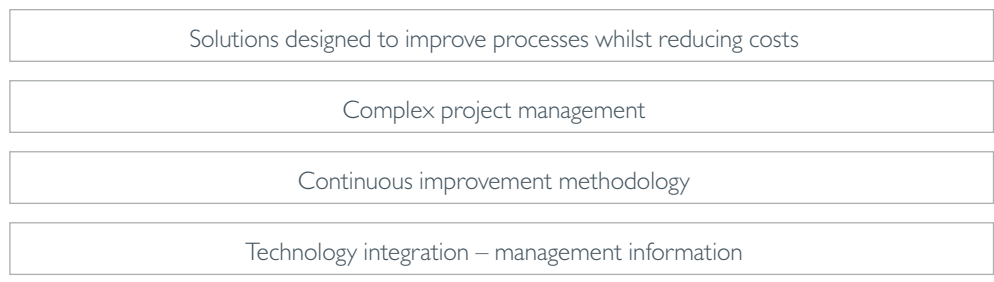 Solutions designed to improve processes whilst reducing costs
Complex project management
Continuous improvement methodology
Technology integration – management information